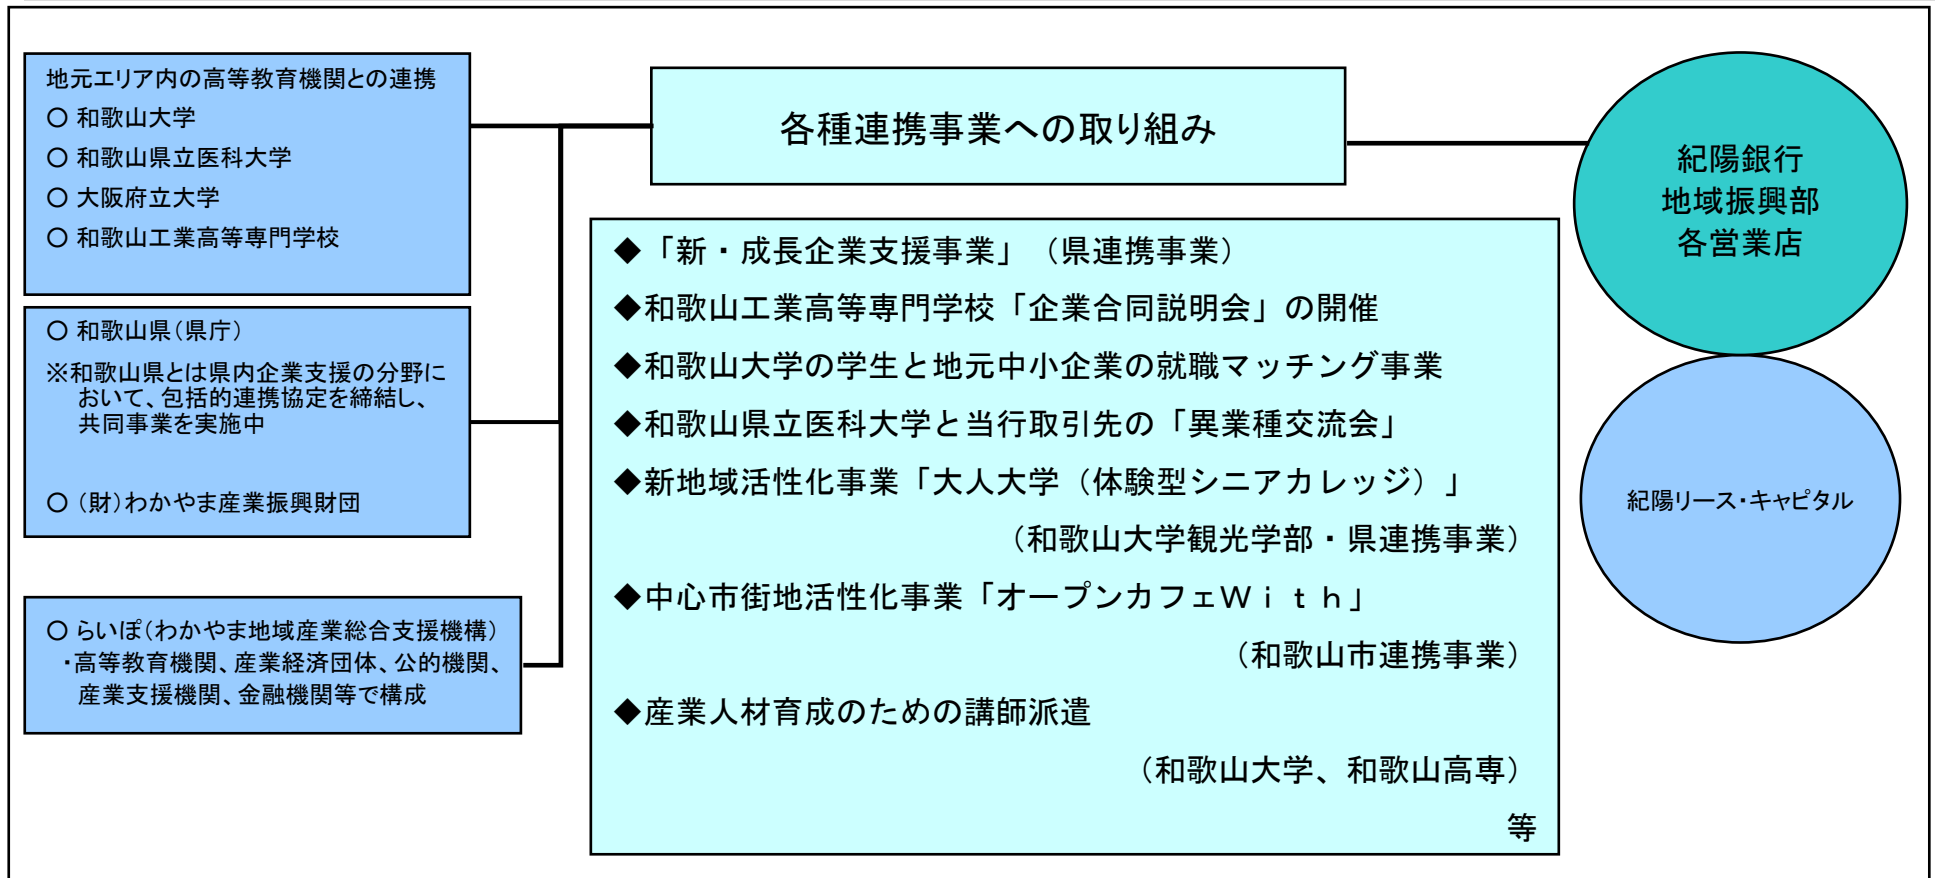 地元エリア内の高等教育機関との連携
○ 和歌山大学
○ 和歌山県立医科大学
○ 大阪府立大学
○ 和歌山工業高等専門学校
○ 和歌山県(県庁)
※和歌山県とは県内企業支援の分野に
おいて、包括的連携協定を締結し、
共同事業を実施中
○ (財)わかやま産業振興財団
○ らいぽ(わかやま地域産業総合支援機構)
・高等教育機関、産業経済団体、公的機関、
産業支援機関、金融機関等で構成
各種連携事業への取り組み
◆「新・成長企業支援事業」(県連携事業)
◆和歌山工業高等専門学校「企業合同説明会」の開催
◆和歌山大学の学生と地元中小企業の就職マッチング事業
◆和歌山県立医科大学と当行取引先の「異業種交流会」
◆新地域活性化事業「大人大学(体験型シニアカレッジ)」
(和歌山大学観光学部・県連携事業)
◆中心市街地活性化事業「オープンカフェWith」
(和歌山市連携事業)
◆産業人材育成のための講師派遣
(和歌山大学、和歌山高専)
等
紀陽銀行
地域振興部
各営業店
紀陽リース・キャピタル